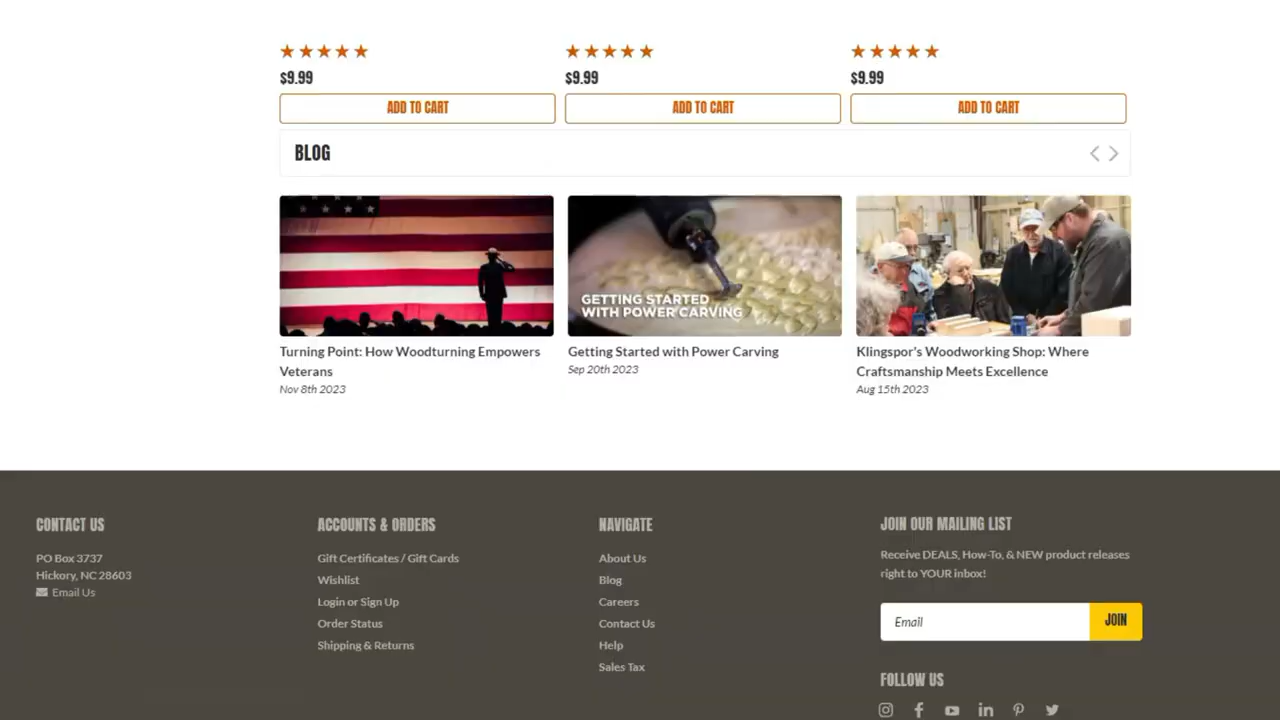 $9.99
$9.99
$9.99
ADD TO CART
ADD TO CART
ADD TO CART
BLOG
GETTING STARTED
WITH POWER CARVING
Turning Point: How Woodturning Empowers
Veterans
Nov 8th 2023
Getting Started with Power Carving
Sep 20th 2023
Klingspor's Woodworking Shop: Where
Craftsmanship Meets Excellence
Aug 15th 2023
CONTACT US
PO Box 3737
Hickory, NC 28603
Email Us
ACCOUNTS & ORDERS
Gift Certificates / Gift Cards
Wishlist
Login or Sign Up
Order Status
Shipping & Returns
NAVIGATE
About Us
Blog
Careers
Contact Us
Help
Sales Tax
JOIN OUR MAILING LIST
Receive DEALS, How-To, & NEW product releases
right to YOUR inbox!
Email
JOIN
FOLLOW US